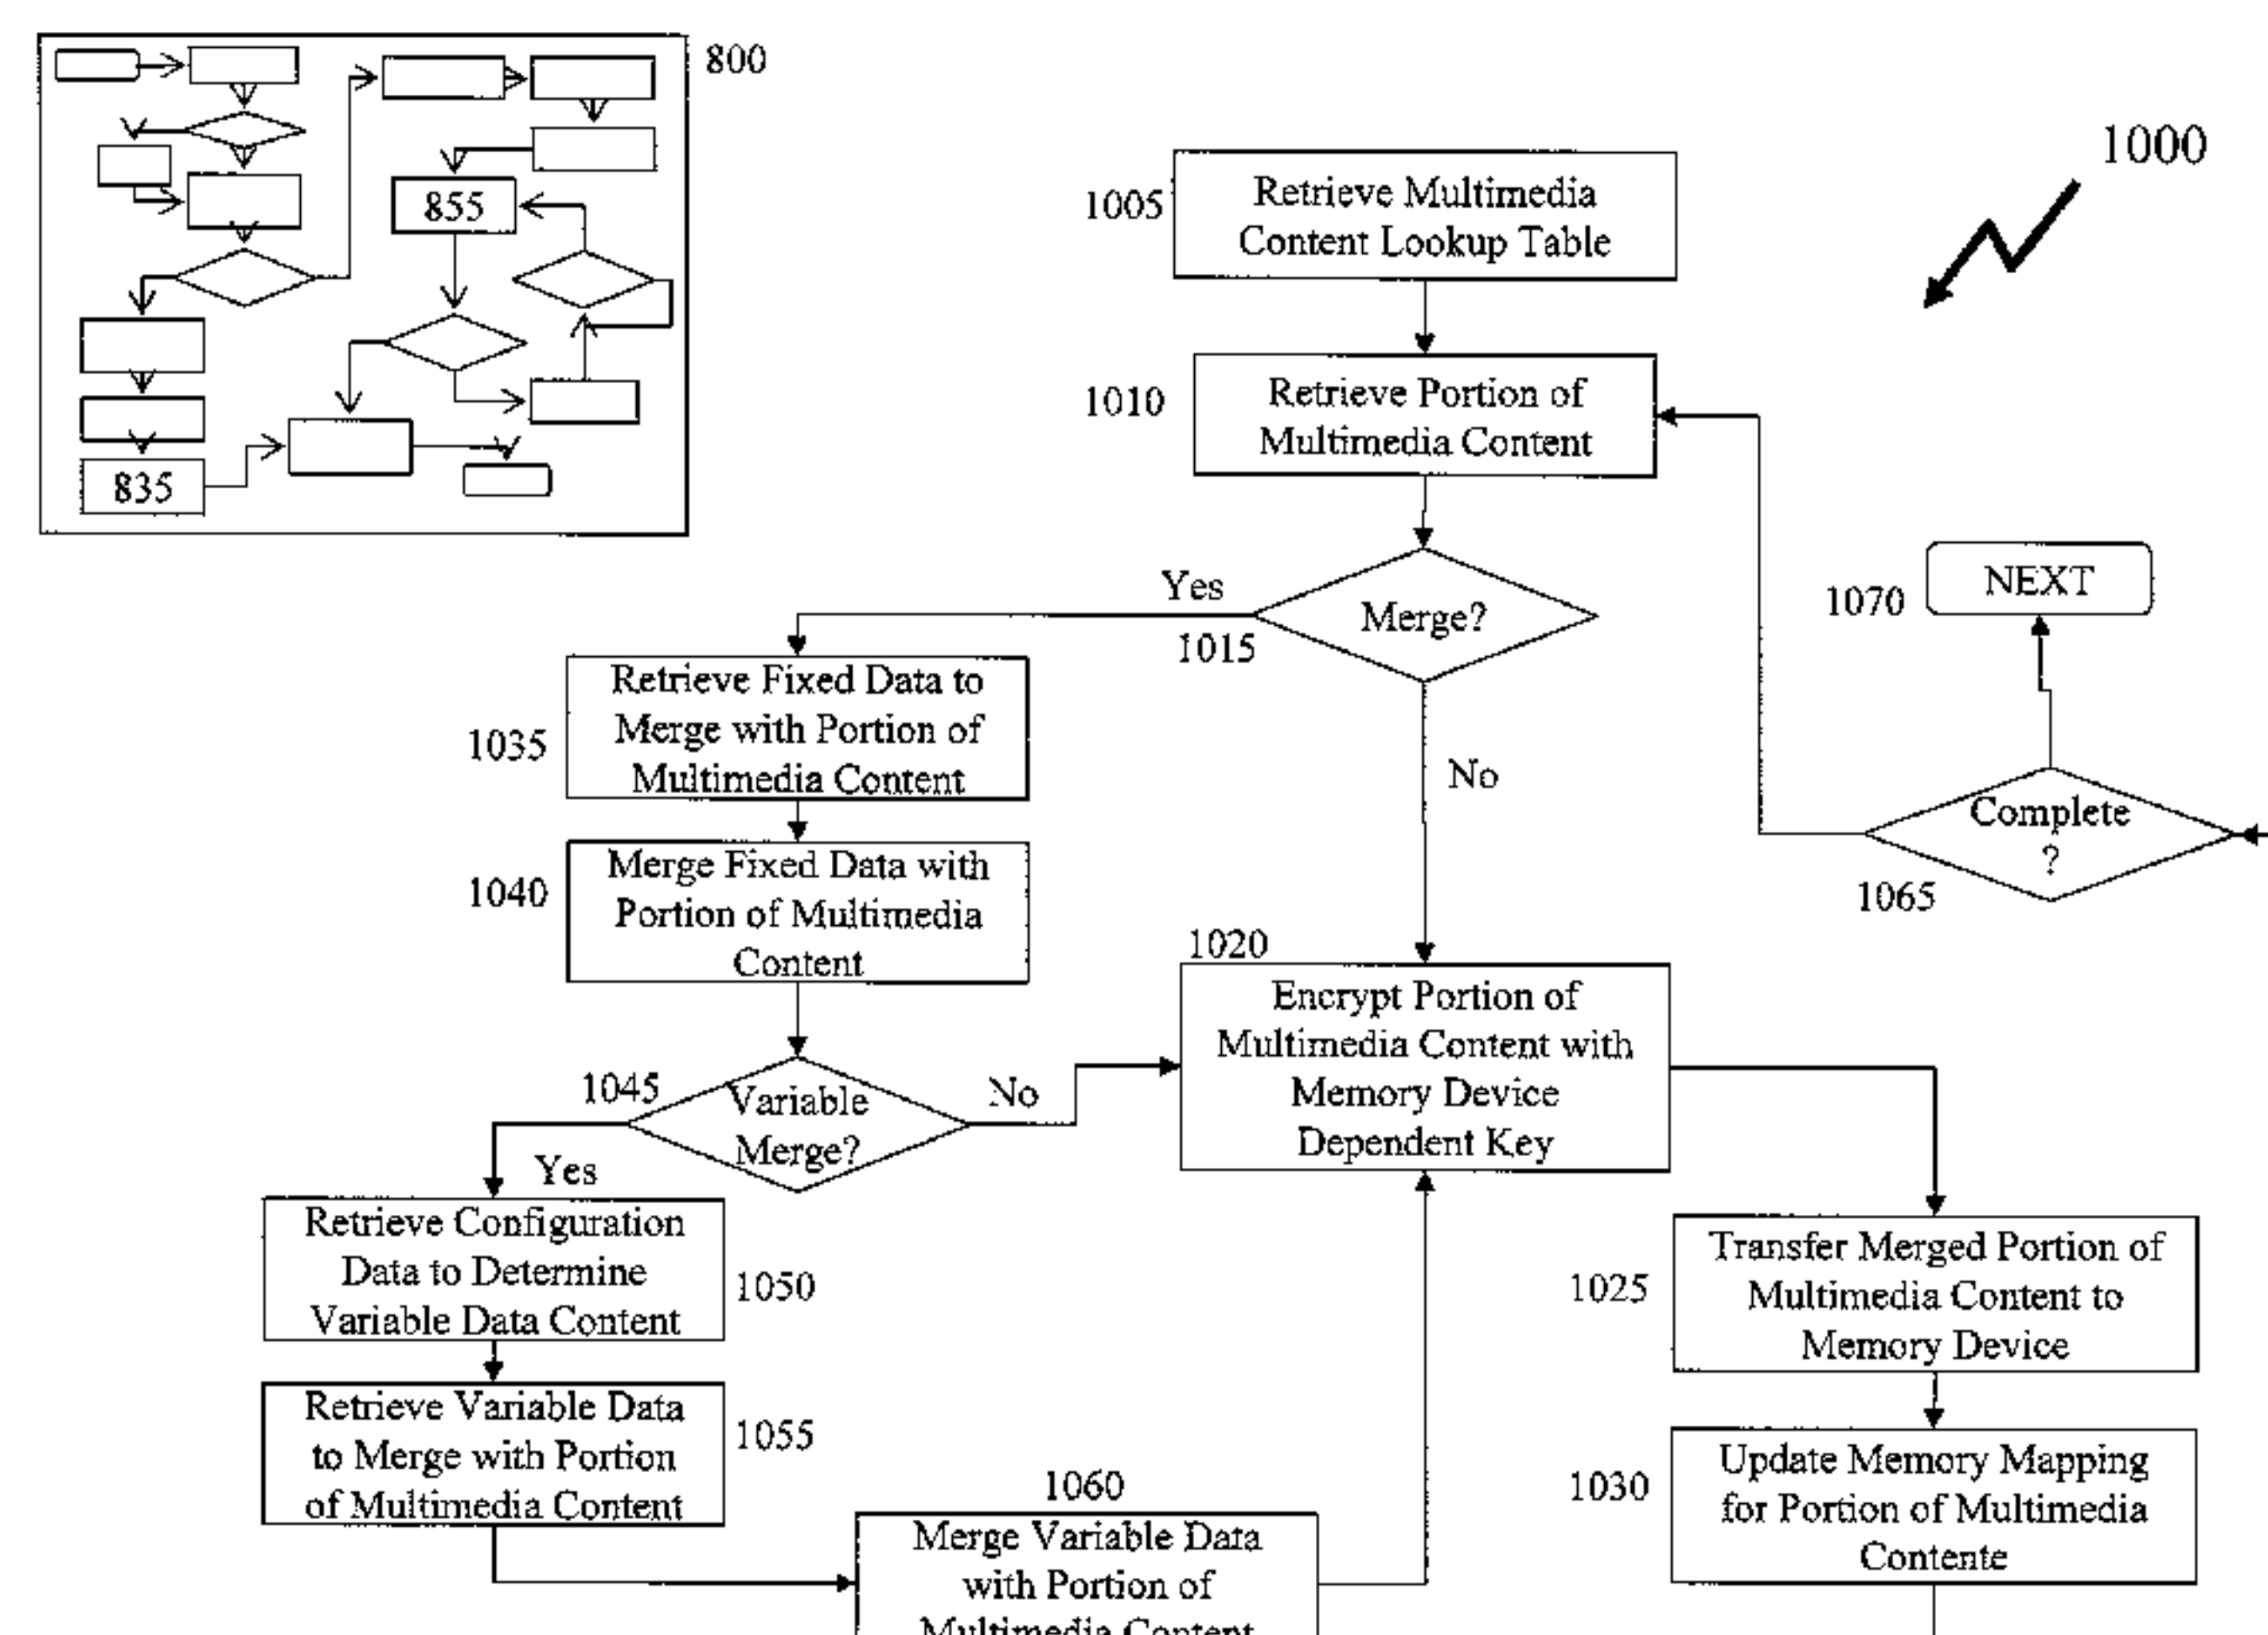 800
855
835
1000
1005
Retrieve Multimedia
Content Lookup Table
1010
Retrieve Portion of
Multimedia Content
Yes
1015
Merge?
No
1035
Retrieve Fixed Data to
Merge with Portion of
Multimedia Content
1040
Merge Fixed Data with
Portion of Multimedia
Content
1045
Variable
Merge?
No
Yes
Retrieve Configuration
Data to Determine
Variable Data Content
1050
Retrieve Variable Data
to Merge with Portion
of Multimedia Content
1055
1060
Merge Variable Data
with Portion of
Multimedia Content
1020
Encrypt Portion of
Multimedia Content with
Memory Device
Dependent Key
1025
Transfer Merged Portion of
Multimedia Content to
Memory Device
1030
Update Memory Mapping
for Portion of Multimedia
Contente
Complete
?
1065
1070
NEXT